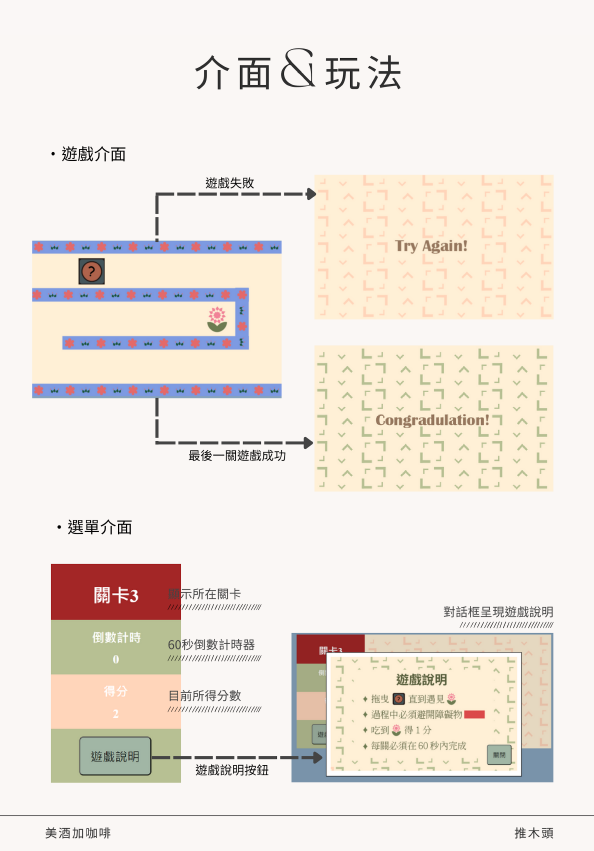 介面&玩法
・遊戲介面
遊戲失敗
?
Try Again!
Congradulation!
最後一關遊戲成功
・選單介面
關卡3
顯示所在關卡
倒數計時
0
60秒倒數計時器
得分
2
目前所得分數
遊戲說明
遊戲說明按鈕
對話框呈現遊戲說明
關卡3
遊戲說明
拖曳 ? 直到遇見
過程中必須避開障礙物
吃到 得 1 分
每關必須在 60 秒內完成
關閉
美酒加咖啡
推木頭